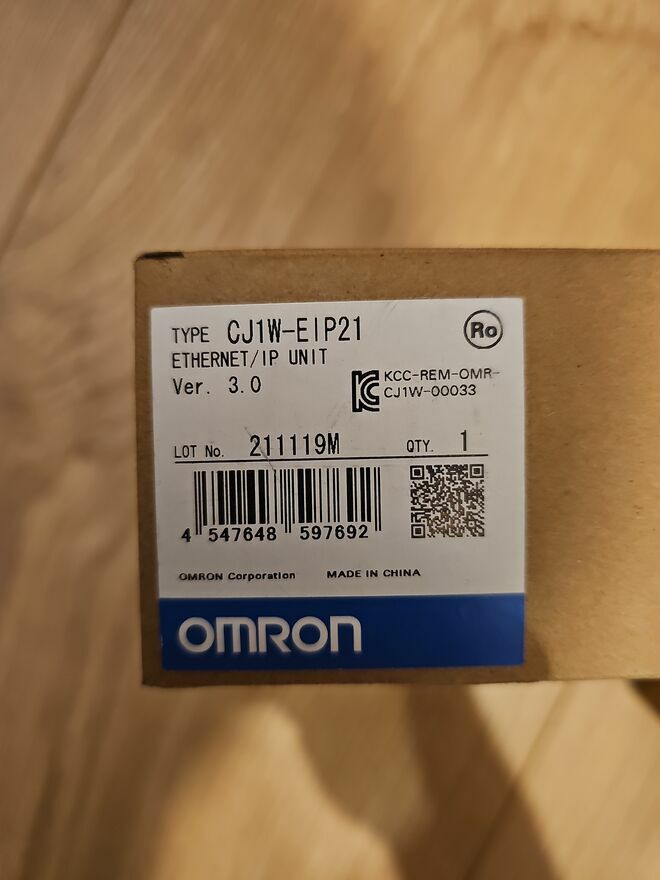 TYPE CJ1W-EIP21
Ro
ETHERNET/IP UNIT
Ver. 3.0
KCC-REM-OMR-
CJ1W-00033
LOT No. 211119M QTY. 1
4 547648 597692
OMRON Corporation MADE IN CHINA
OMRON